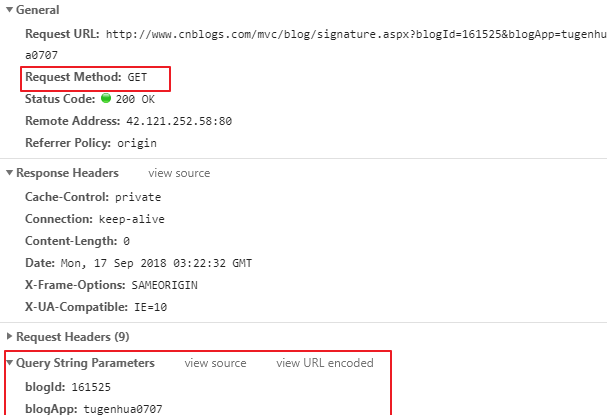 General
Request URL: http://www.cnblogs.com/mvc/blog/signature.aspx?blogId=161525&blogApp=tugenhu
a0707
Request Method: GET
Status Code: 200 OK
Remote Address: 42.121.252.58:80
Referrer Policy: origin
Response Headers view source
Cache-Control: private
Connection: keep-alive
Content-Length: 0
Date: Mon, 17 Sep 2018 03:22:32 GMT
X-Frame-Options: SAMEORIGIN
X-UA-Compatible: IE=10
Request Headers (9)
Query String Parameters view source view URL encoded
blogId: 161525
blogApp: tugenhua0707